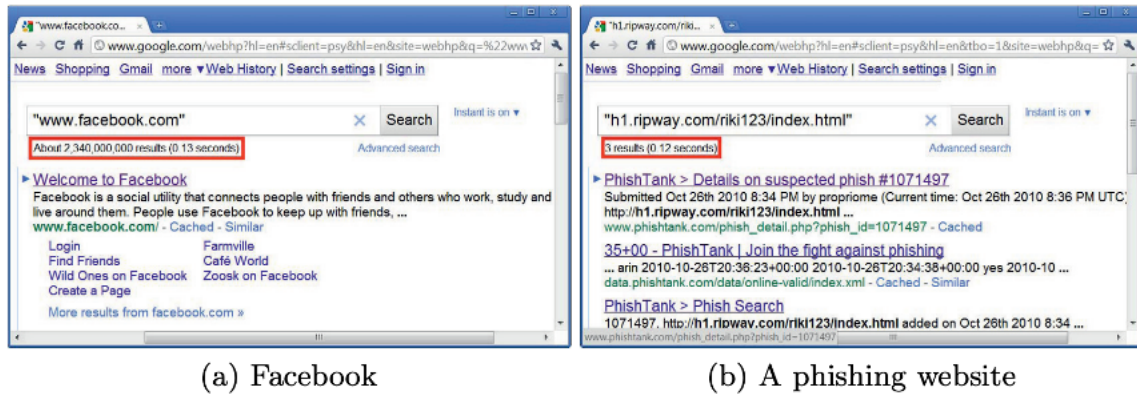 "www.facebook.co...
www.google.com/webhp?hl=en#sclient=psy&hl=en&site=webhp&q=%22ww
News Shopping Gmail more ▼ Web History | Search settings | Sign in
"www.facebook.com"
Search
Instant is on ▼
About 2,340,000,000 results (0.13 seconds)
Advanced search
Welcome to Facebook
Facebook is a social utility that connects people with friends and others who work, study and
live around them. People use Facebook to keep up with friends, ...
www.facebook.com/ - Cached - Similar
Login Farmville
Find Friends Café World
Wild Ones on Facebook Zoosk on Facebook
Create a Page
More results from facebook.com »
(a) Facebook
"h1.ripway.com/riki...
www.google.com/webhp?hl=en#sclient=psy&hl=en&tbo=1&site=webhp&q=
News Shopping Gmail more ▼ Web History | Search settings | Sign in
"h1.ripway.com/riki123/index.html"
Search
Instant is on ▼
3 results (0.12 seconds)
Advanced search
PhishTank > Details on suspected phish #1071497
Submitted Oct 26th 2010 8:34 PM by propriome (Current time: Oct 26th 2010 8:36 PM UTC)
http://h1.ripway.com/riki123/index.html ...
www.phishtank.com/phish_detail.php?phish_id=1071497 - Cached
35+00 - PhishTank | Join the fight against phishing
... arin 2010-10-26T20:36:23+00:00 2010-10-26T20:34:38+00:00 yes 2010-10 ...
data.phishtank.com/data/online-valid/index.xml - Cached - Similar
PhishTank > Phish Search
1071497, http://h1.ripway.com/riki123/index.html added on Oct 26th 2010 8:34 ...
www.phishtank.com/phish_detail.php?phish_id=1071497
(b) A phishing website